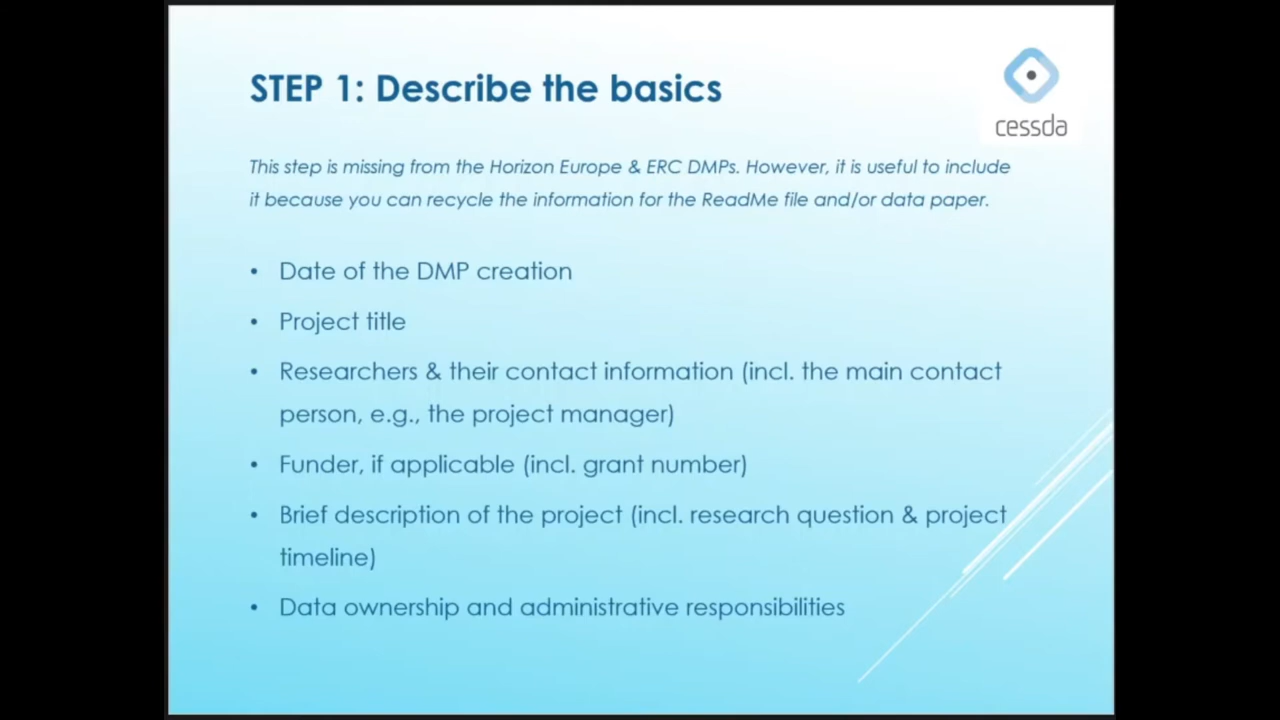 STEP 1: Describe the basics
cessda
This step is missing from the Horizon Europe & ERC DMPs. However, it is useful to include
it because you can recycle the information for the ReadMe file and/or data paper.
• Date of the DMP creation
• Project title
• Researchers & their contact information (incl. the main contact
person, e.g., the project manager)
• Funder, if applicable (incl. grant number)
• Brief description of the project (incl. research question & project
timeline)
• Data ownership and administrative responsibilities